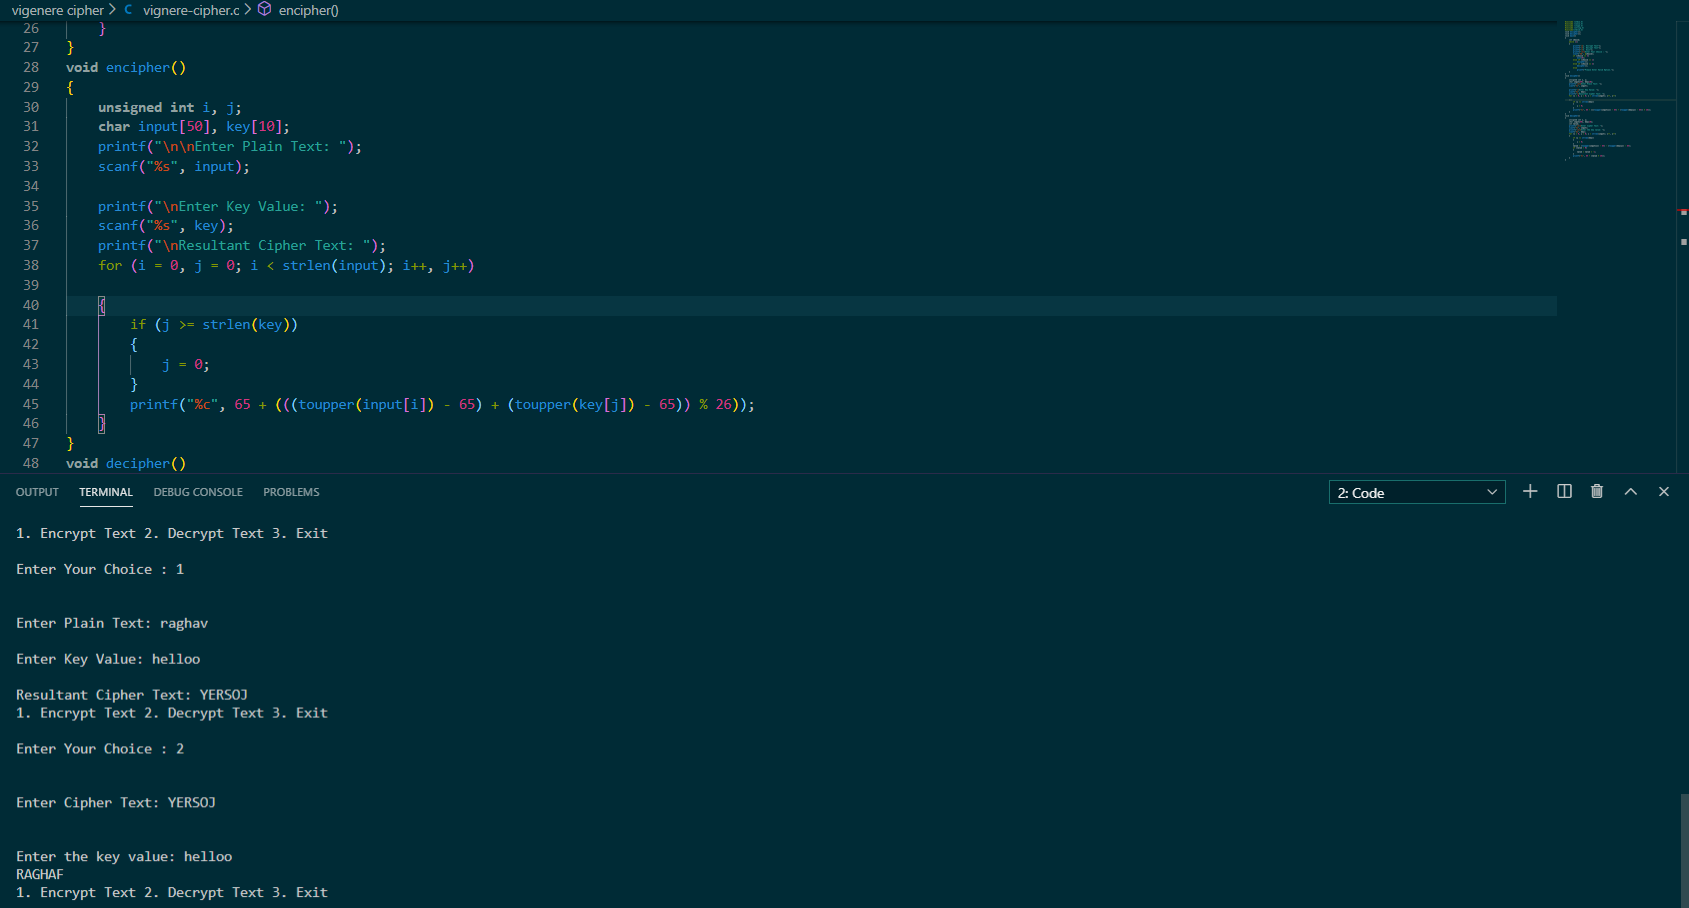 vigenere cipher > C vignere-cipher.c > encipher()
26 }
27 }
28 void encipher()
29 {
30 unsigned int i, j;
31 char input[50], key[10];
32 printf("\n\nEnter Plain Text: ");
33 scanf("%s", input);
34
35 printf("\nEnter Key Value: ");
36 scanf("%s", key);
37 printf("\nResultant Cipher Text: ");
38 for (i = 0, j = 0; i < strlen(input); i++, j++)
39
40 {
41 if (j >= strlen(key))
42 {
43 j = 0;
44 }
45 printf("%c", 65 + (((toupper(input[i]) - 65) + (toupper(key[j]) - 65)) % 26));
46 }
47 }
48 void decipher()
OUTPUT TERMINAL DEBUG CONSOLE PROBLEMS 2: Code
1. Encrypt Text 2. Decrypt Text 3. Exit
Enter Your Choice : 1
Enter Plain Text: raghav
Enter Key Value: helloo
Resultant Cipher Text: YERSOJ
1. Encrypt Text 2. Decrypt Text 3. Exit
Enter Your Choice : 2
Enter Cipher Text: YERSOJ
Enter the key value: helloo
RAGHAF
1. Encrypt Text 2. Decrypt Text 3. Exit